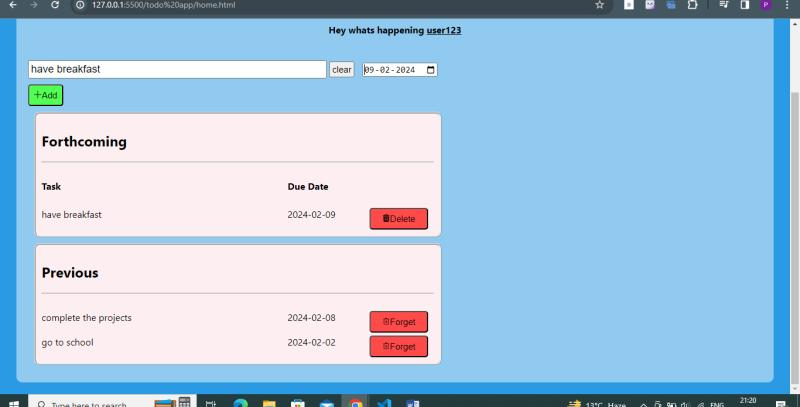 127.0.0.1:5500/todo%20app/home.html
P
Hey whats happening user123
have breakfast
clear
09-02-2024
+Add
Forthcoming
Task Due Date
have breakfast 2024-02-09 Delete
Previous
complete the projects 2024-02-08 Forget
go to school 2024-02-02 Forget
Type here to search
13°C Haze
ENG
21:20